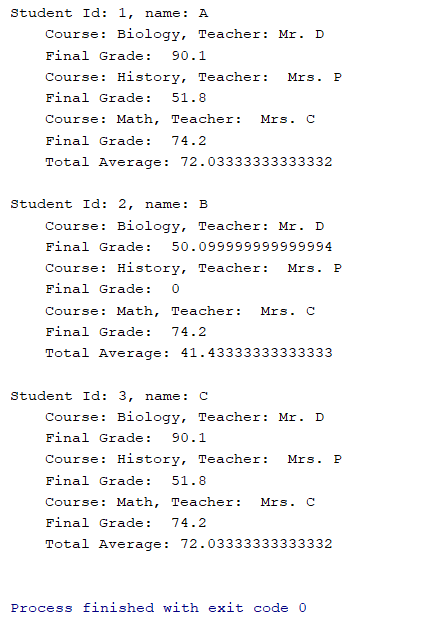 Student Id: 1, name: A
Course: Biology, Teacher: Mr. D
Final Grade:  90.1
Course: History, Teacher:  Mrs. P
Final Grade:  51.8
Course: Math, Teacher:  Mrs. C
Final Grade:  74.2
Total Average: 72.03333333333332
Student Id: 2, name: B
Course: Biology, Teacher: Mr. D
Final Grade:  50.099999999999994
Course: History, Teacher:  Mrs. P
Final Grade:  0
Course: Math, Teacher:  Mrs. C
Final Grade:  74.2
Total Average: 41.43333333333333
Student Id: 3, name: C
Course: Biology, Teacher: Mr. D
Final Grade:  90.1
Course: History, Teacher:  Mrs. P
Final Grade:  51.8
Course: Math, Teacher:  Mrs. C
Final Grade:  74.2
Total Average: 72.03333333333332
Process finished with exit code 0